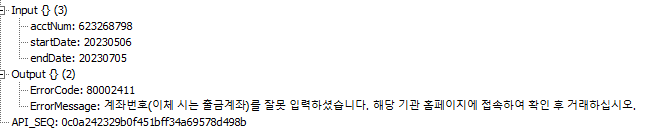 Input {} (3)
acctNum: 623268798
startDate: 20230506
endDate: 20230705
Output {} (2)
ErrorCode: 80002411
ErrorMessage: 계좌번호(이체 시는 출금계좌)를 잘못 입력하셨습니다. 해당 기관 홈페이지에 접속하여 확인 후 거래하십시오.
API_SEQ: 0c0a242329b0f451bff34a69578d498b